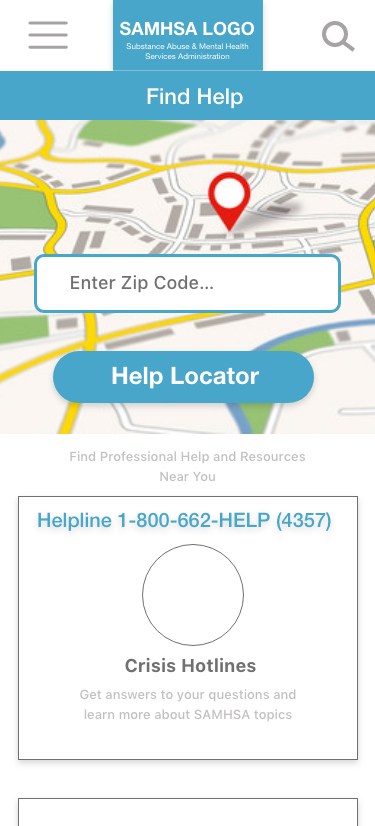 SAMHSA LOGO
Substance Abuse & Mental Health
Services Administration
Find Help
Enter Zip Code...
Help Locator
Find Professional Help and Resources
Near You
Helpline 1-800-662-HELP (4357)
Crisis Hotlines
Get answers to your questions and
learn more about SAMHSA topics